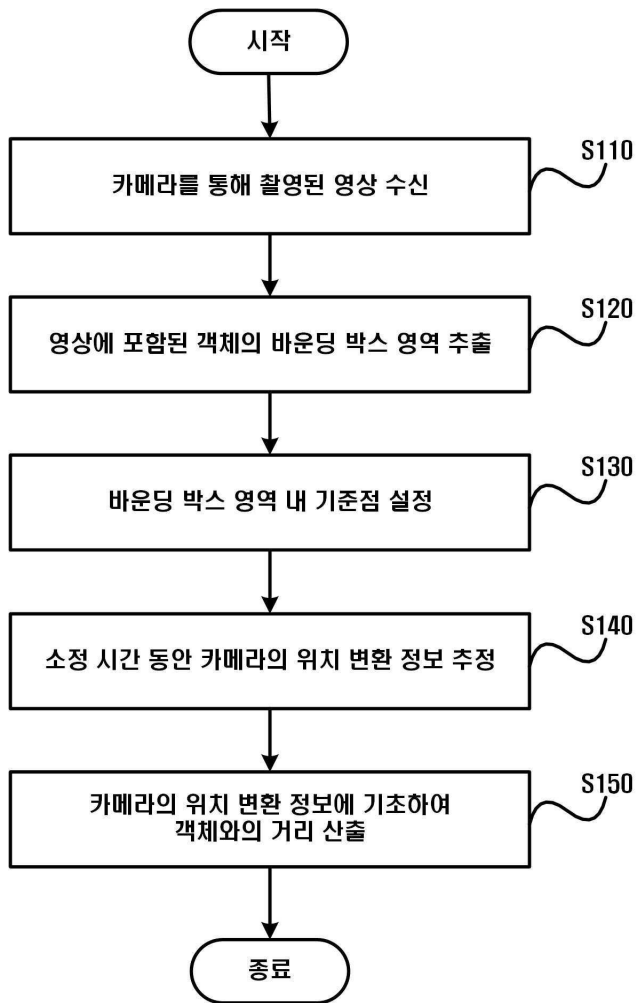 시작
S110
카메라를 통해 촬영된 영상 수신
S120
영상에 포함된 객체의 바운딩 박스 영역 추출
S130
바운딩 박스 영역 내 기준점 설정
S140
소정 시간 동안 카메라의 위치 변환 정보 추정
S150
카메라의 위치 변환 정보에 기초하여
객체와의 거리 산출
종료